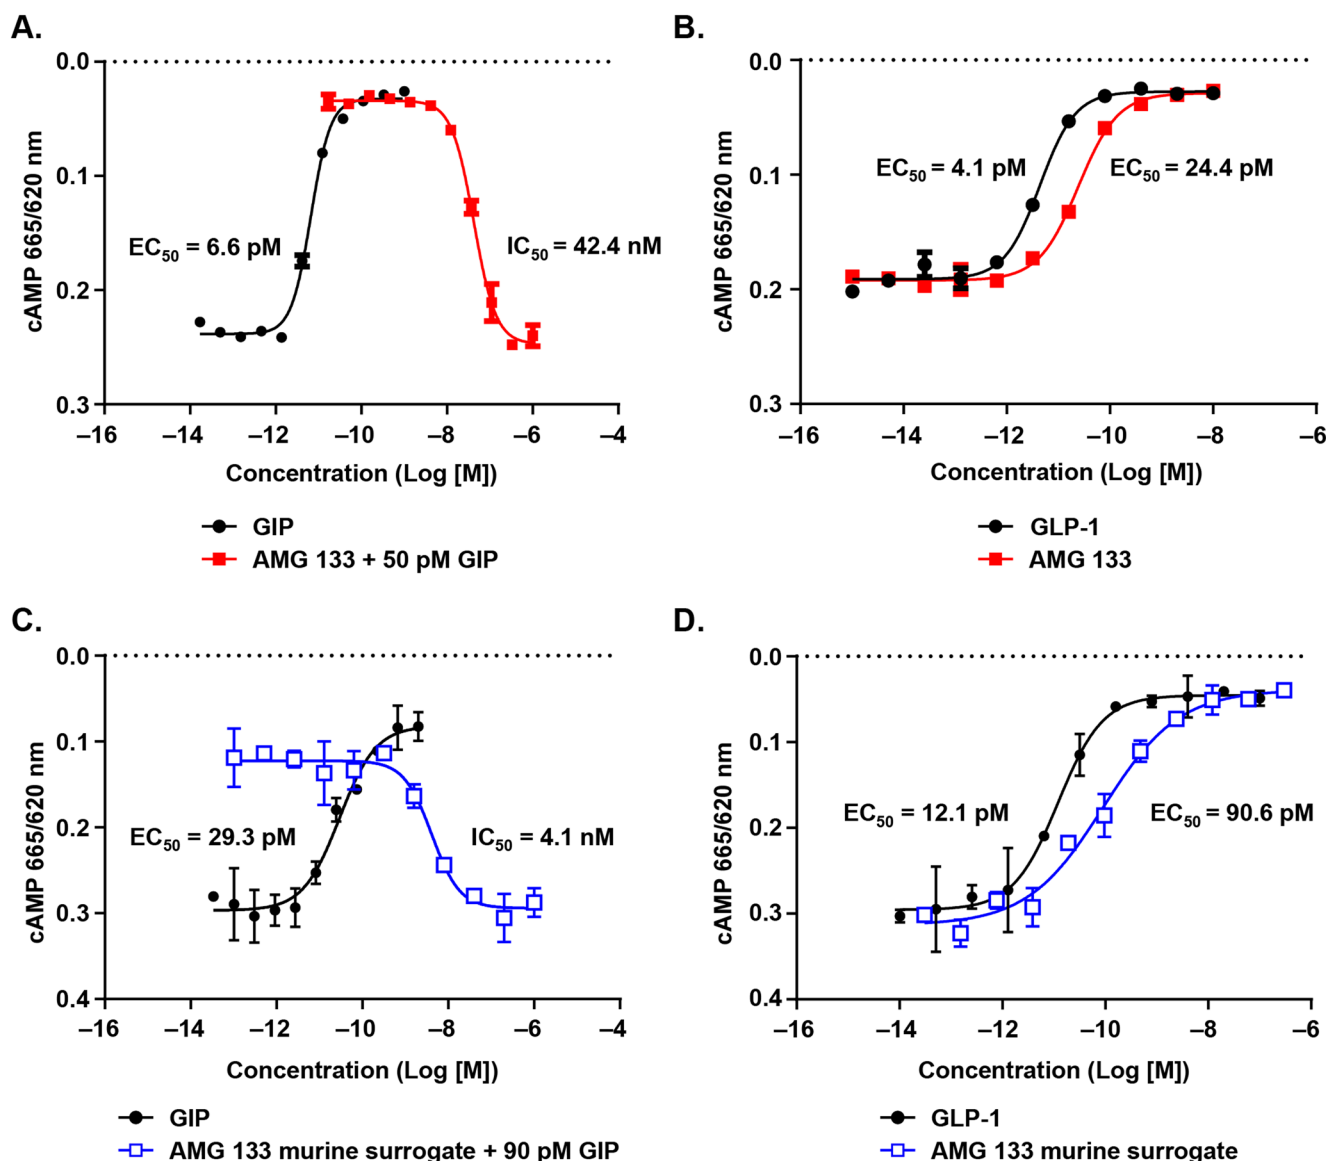 A.
0.0
0.1
0.2
0.3
cAMP 665/620 nm
EC50 = 6.6 pM
IC50 = 42.4 nM
–16 –14 –12 –10 –8 –6 –4
Concentration (Log [M])
GIP
AMG 133 + 50 pM GIP
B.
0.0
0.1
0.2
0.3
cAMP 665/620 nm
EC50 = 4.1 pM
EC50 = 24.4 pM
–16 –14 –12 –10 –8 –6
Concentration (Log [M])
GLP-1
AMG 133
C.
0.0
0.1
0.2
0.3
0.4
cAMP 665/620 nm
EC50 = 29.3 pM
IC50 = 4.1 nM
–16 –14 –12 –10 –8 –6 –4
Concentration (Log [M])
GIP
AMG 133 murine surrogate + 90 pM GIP
D.
0.0
0.1
0.2
0.3
0.4
cAMP 665/620 nm
EC50 = 12.1 pM
EC50 = 90.6 pM
–16 –14 –12 –10 –8 –6
Concentration (Log [M])
GLP-1
AMG 133 murine surrogate